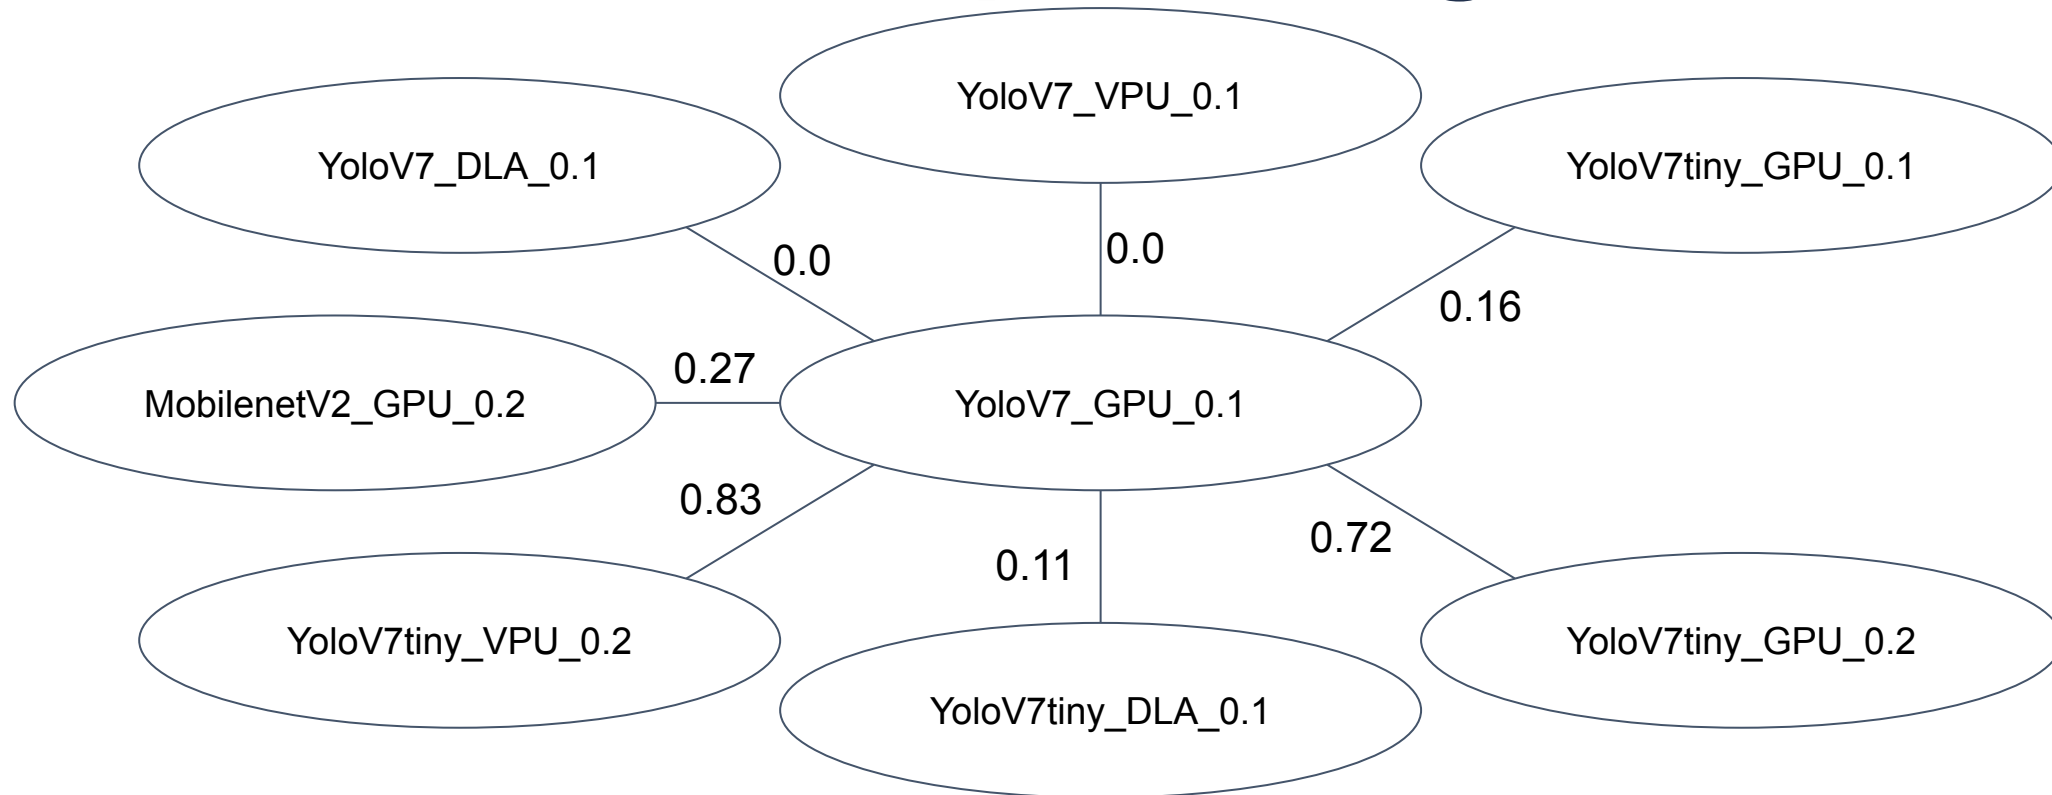 YoloV7_VPU_0.1
YoloV7_DLA_0.1
YoloV7tiny_GPU_0.1
0.0
0.0
0.16
0.27
MobilenetV2_GPU_0.2
YoloV7_GPU_0.1
0.83
0.11
0.72
YoloV7tiny_VPU_0.2
YoloV7tiny_GPU_0.2
YoloV7tiny_DLA_0.1